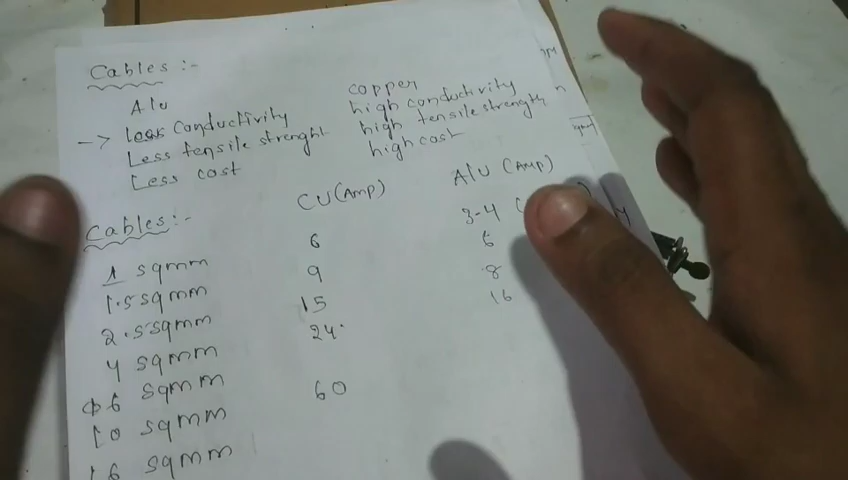 Cables :-
Alu copper
→ less conductivity high conductivity
Less tensile strenght high tensile strength
Less cost high cost
Cables :- CU (AMP) Alu (AMP)
1 sqmm 6 3-4
1.5 sqmm 9 6
2.5 sqmm 15 8
4 sqmm 24 16
6 sqmm
10 sqmm 60
16 sqmm